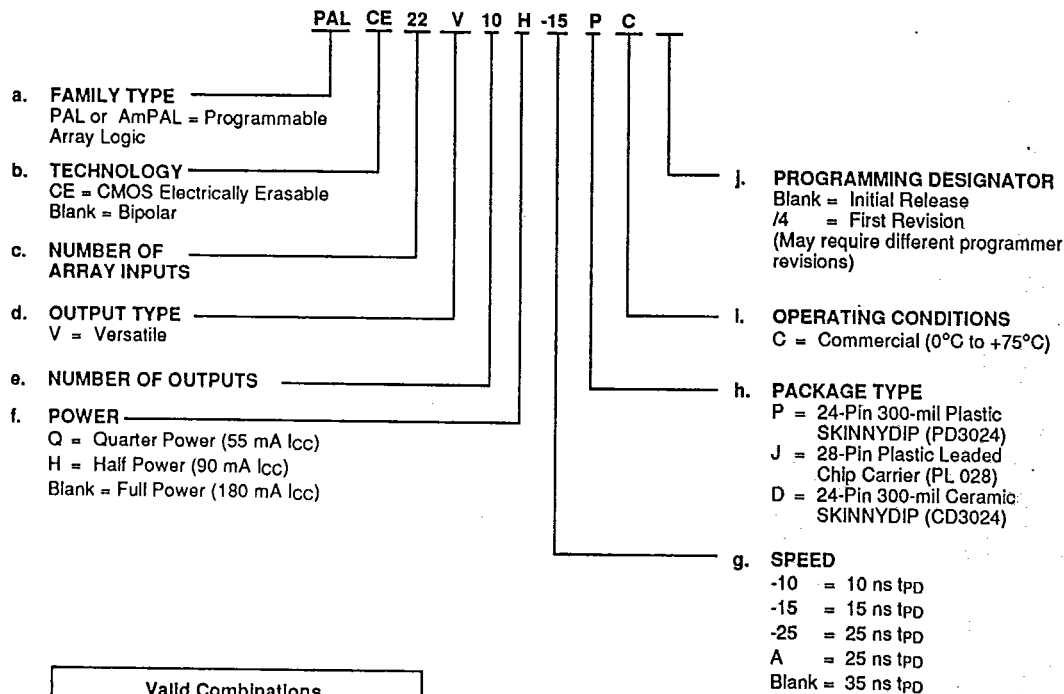 PAL CE 22 V 10 H -15 P C
a. FAMILY TYPE
PAL or AmPAL = Programmable
Array Logic
b. TECHNOLOGY
CE = CMOS Electrically Erasable
Blank = Bipolar
c. NUMBER OF
ARRAY INPUTS
d. OUTPUT TYPE
V = Versatile
e. NUMBER OF OUTPUTS
f. POWER
Q = Quarter Power (55 mA ICC)
H = Half Power (90 mA ICC)
Blank = Full Power (180 mA ICC)
j. PROGRAMMING DESIGNATOR
Blank = Initial Release
/4 = First Revision
(May require different programmer
revisions)
i. OPERATING CONDITIONS
C = Commercial (0°C to +75°C)
h. PACKAGE TYPE
P = 24-Pin 300-mil Plastic
SKINNYDIP (PD3024)
J = 28-Pin Plastic Leaded
Chip Carrier (PL 028)
D = 24-Pin 300-mil Ceramic
SKINNYDIP (CD3024)
g. SPEED
-10 = 10 ns tPD
-15 = 15 ns tPD
-25 = 25 ns tPD
A = 25 ns tPD
Blank = 35 ns tPD
Valid Combinations